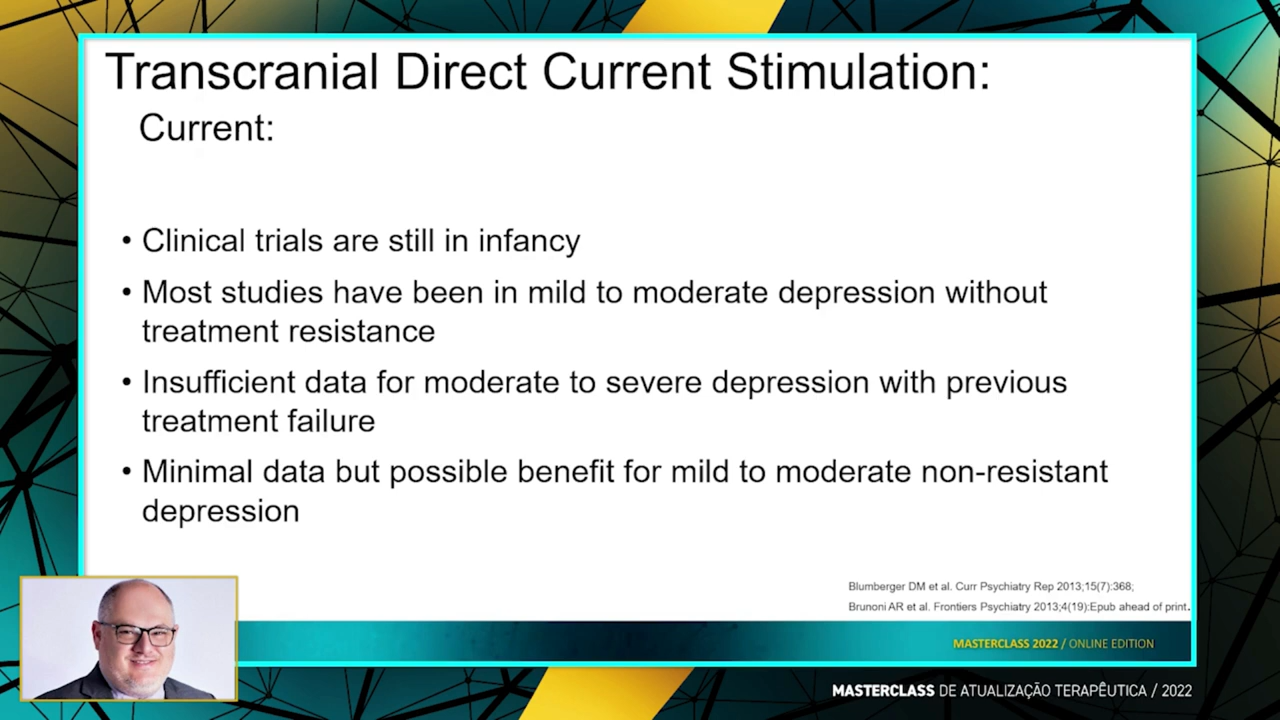 Transcranial Direct Current Stimulation:
Current:
• Clinical trials are still in infancy
• Most studies have been in mild to moderate depression without
treatment resistance
• Insufficient data for moderate to severe depression with previous
treatment failure
• Minimal data but possible benefit for mild to moderate non-resistant
depression
Blumberger DM et al. Curr Psychiatry Rep 2013;15(7):368;
Brunoni AR et al. Frontiers Psychiatry 2013;4(19):Epub ahead of print.
MASTERCLASS 2022 / ONLINE EDITION
MASTERCLASS DE ATUALIZAÇÃO TERAPÊUTICA / 2022